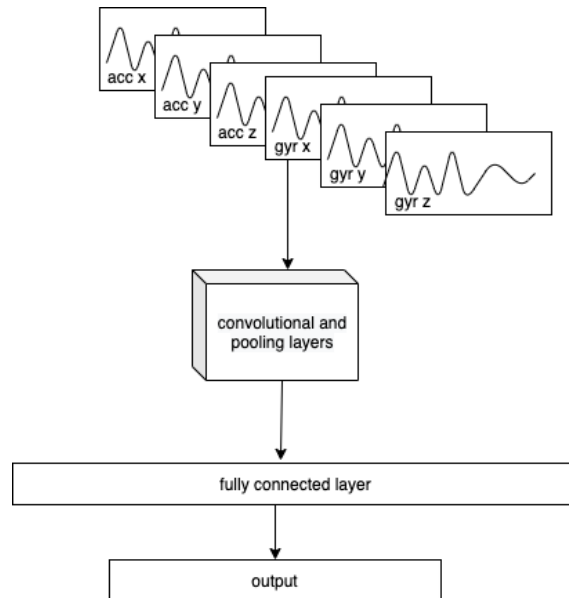 acc x
acc y
acc z
gyr x
gyr y
gyr z
convolutional and
pooling layers
fully connected layer
output